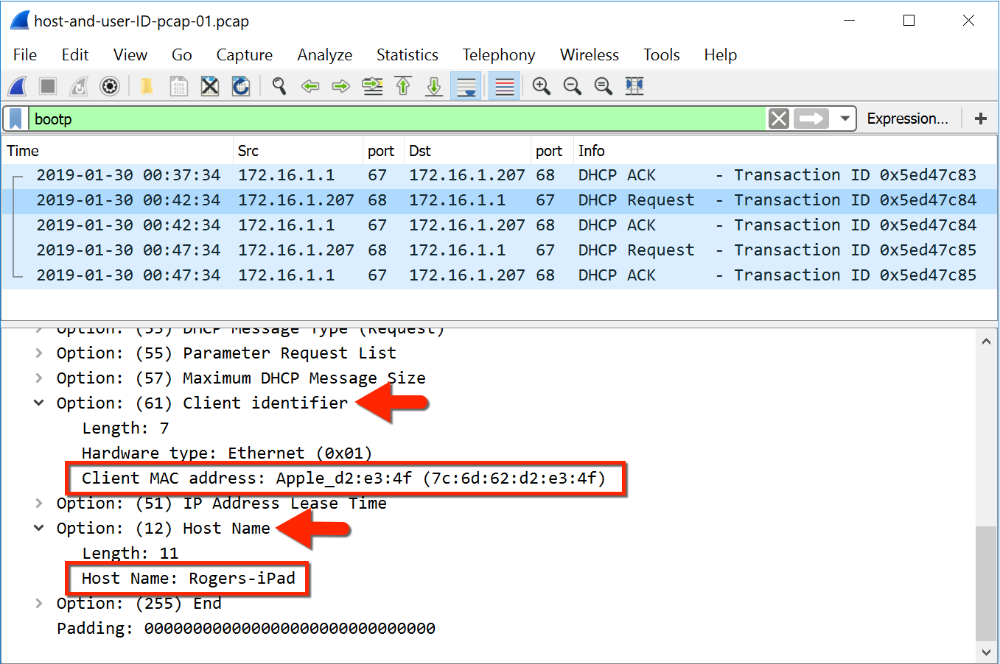 host-and-user-ID-pcap-01.pcap
File Edit View Go Capture Analyze Statistics Telephony Wireless Tools Help
bootp Expression... +
Time Src port Dst port Info
2019-01-30 00:37:34 172.16.1.1 67 172.16.1.207 68 DHCP ACK - Transaction ID 0x5ed47c83
2019-01-30 00:42:34 172.16.1.207 68 172.16.1.1 67 DHCP Request - Transaction ID 0x5ed47c84
2019-01-30 00:42:34 172.16.1.1 67 172.16.1.207 68 DHCP ACK - Transaction ID 0x5ed47c84
2019-01-30 00:47:34 172.16.1.207 68 172.16.1.1 67 DHCP Request - Transaction ID 0x5ed47c85
2019-01-30 00:47:34 172.16.1.1 67 172.16.1.207 68 DHCP ACK - Transaction ID 0x5ed47c85
Option: (53) DHCP Message Type (Request)
Option: (55) Parameter Request List
Option: (57) Maximum DHCP Message Size
Option: (61) Client identifier
Length: 7
Hardware type: Ethernet (0x01)
Client MAC address: Apple_d2:e3:4f (7c:6d:62:d2:e3:4f)
Option: (51) IP Address Lease Time
Option: (12) Host Name
Length: 11
Host Name: Rogers-iPad
Option: (255) End
Padding: 000000000000000000000000000000